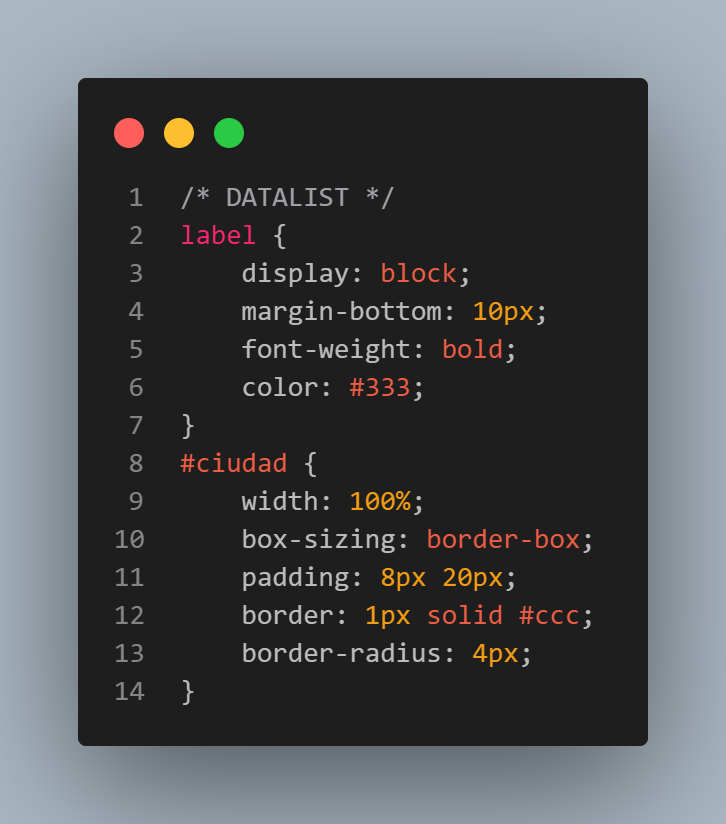 1 /* DATALIST */
2 label {
3     display: block;
4     margin-bottom: 10px;
5     font-weight: bold;
6     color: #333;
7 }
8 #ciudad {
9     width: 100%;
10     box-sizing: border-box;
11     padding: 8px 20px;
12     border: 1px solid #ccc;
13     border-radius: 4px;
14 }